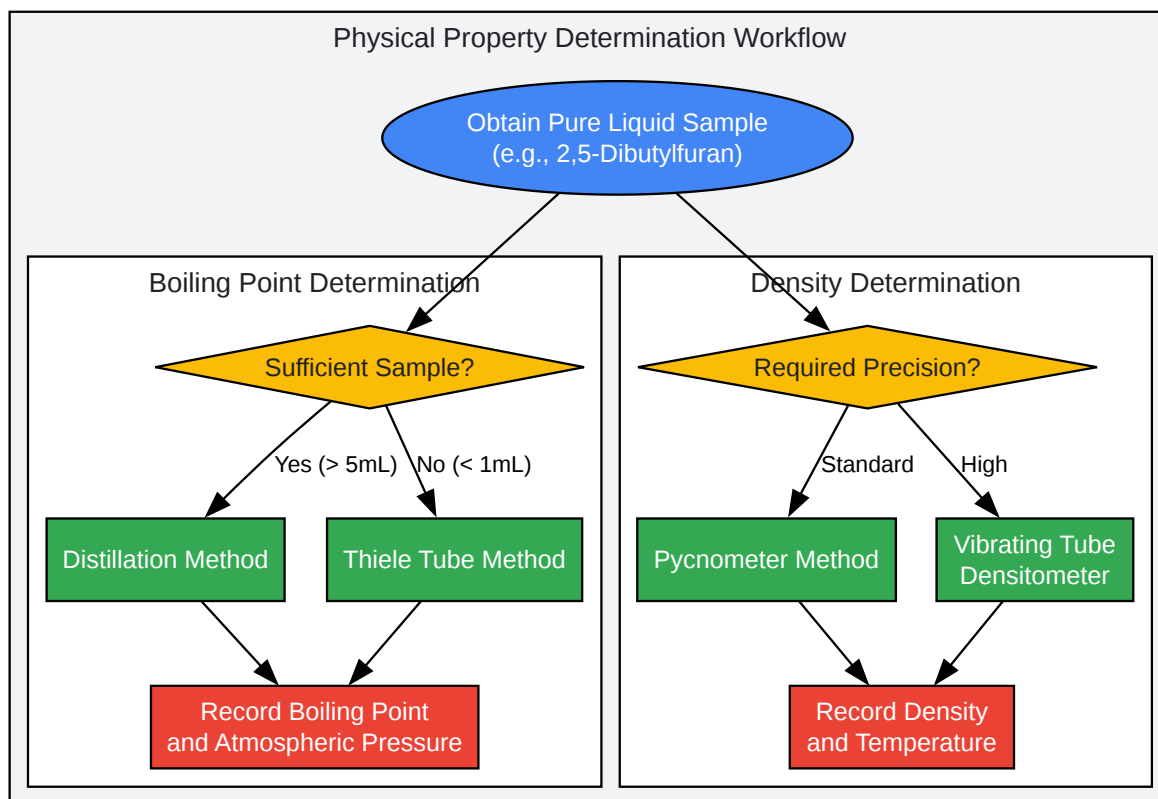 Physical Property Determination Workflow
Obtain Pure Liquid Sample
(e.g., 2,5-Dibutylfuran)
Boiling Point Determination
Density Determination
Sufficient Sample?
Required Precision?
Yes (> 5mL)
No (< 1mL)
Standard
High
Distillation Method
Thiele Tube Method
Pycnometer Method
Vibrating Tube
Densitometer
Record Boiling Point
and Atmospheric Pressure
Record Density
and Temperature